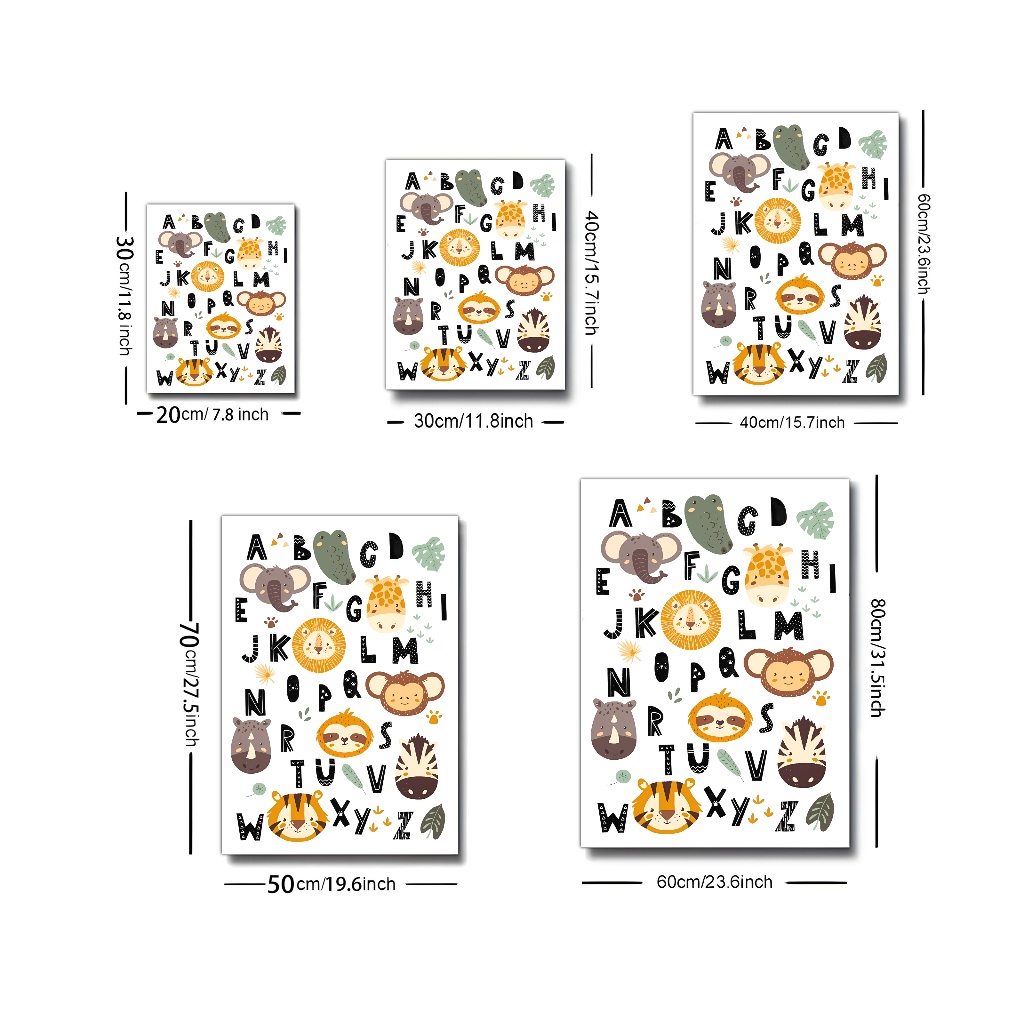 A B C D
E F G H I
J K L M
N O P Q
R S
T U V
W X Y Z
30cm/11.8 inch
20cm/ 7.8 inch
A B C D
E F G H I
J K L M
N O P Q
R S
T U V
W X Y Z
40cm/15.7inch
30cm/11.8inch
A B C D
E F G H I
J K L M
N O P Q
R S
T U V
W X Y Z
60cm/23.6inch
40cm/15.7inch
A B C D
E F G H I
J K L M
N O P Q
R S
T U V
W X Y Z
70cm/27.5inch
50cm/19.6inch
A B C D
E F G H I
J K L M
N O P Q
R S
T U V
W X Y Z
80cm/31.5inch
60cm/23.6inch